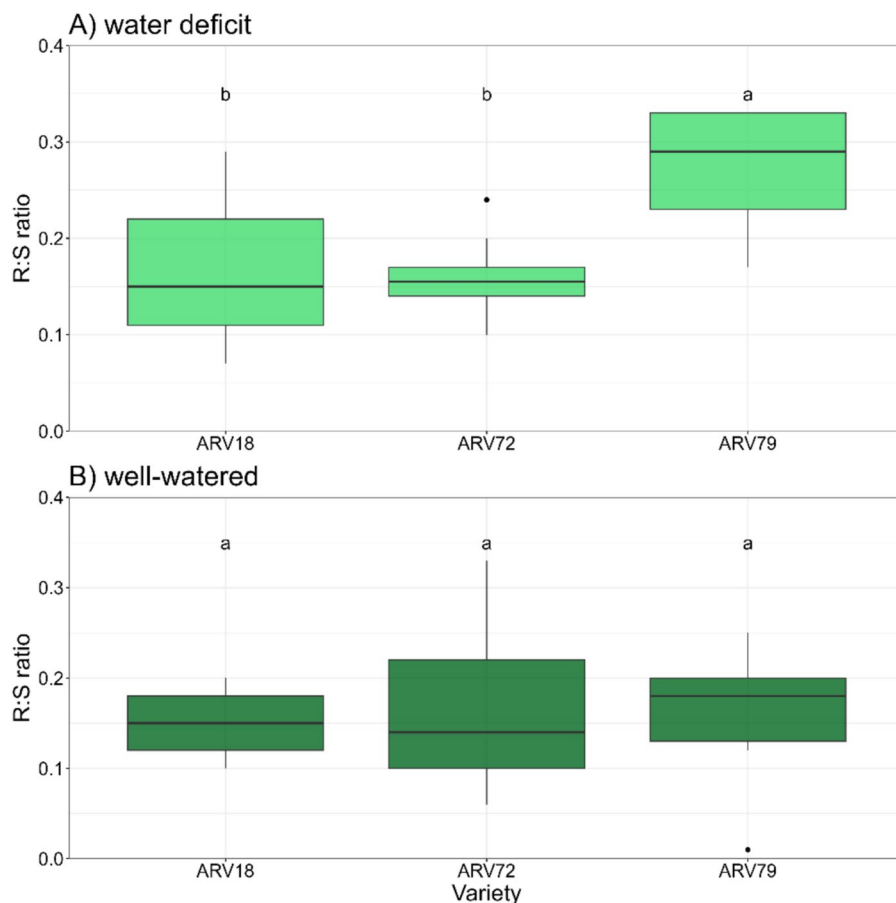 A) water deficit
0.4
b b a
0.3
R:S ratio
0.2
0.1
0.0
ARV18 ARV72 ARV79
B) well-watered
0.4
a a a
0.3
R:S ratio
0.2
0.1
0.0
ARV18 ARV72 ARV79
Variety